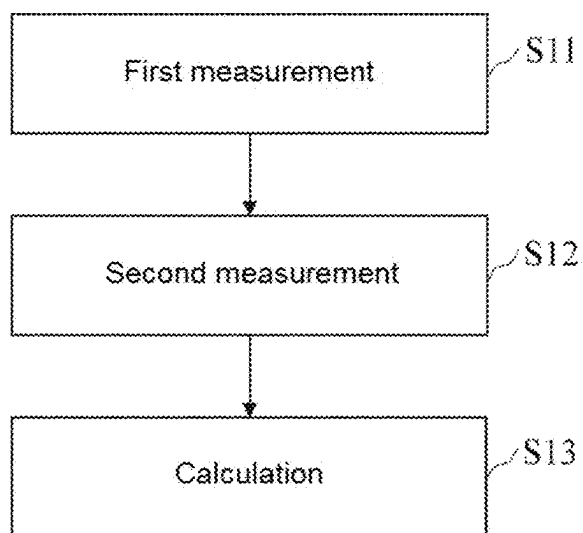 First measurement
S11
Second measurement
S12
Calculation
S13